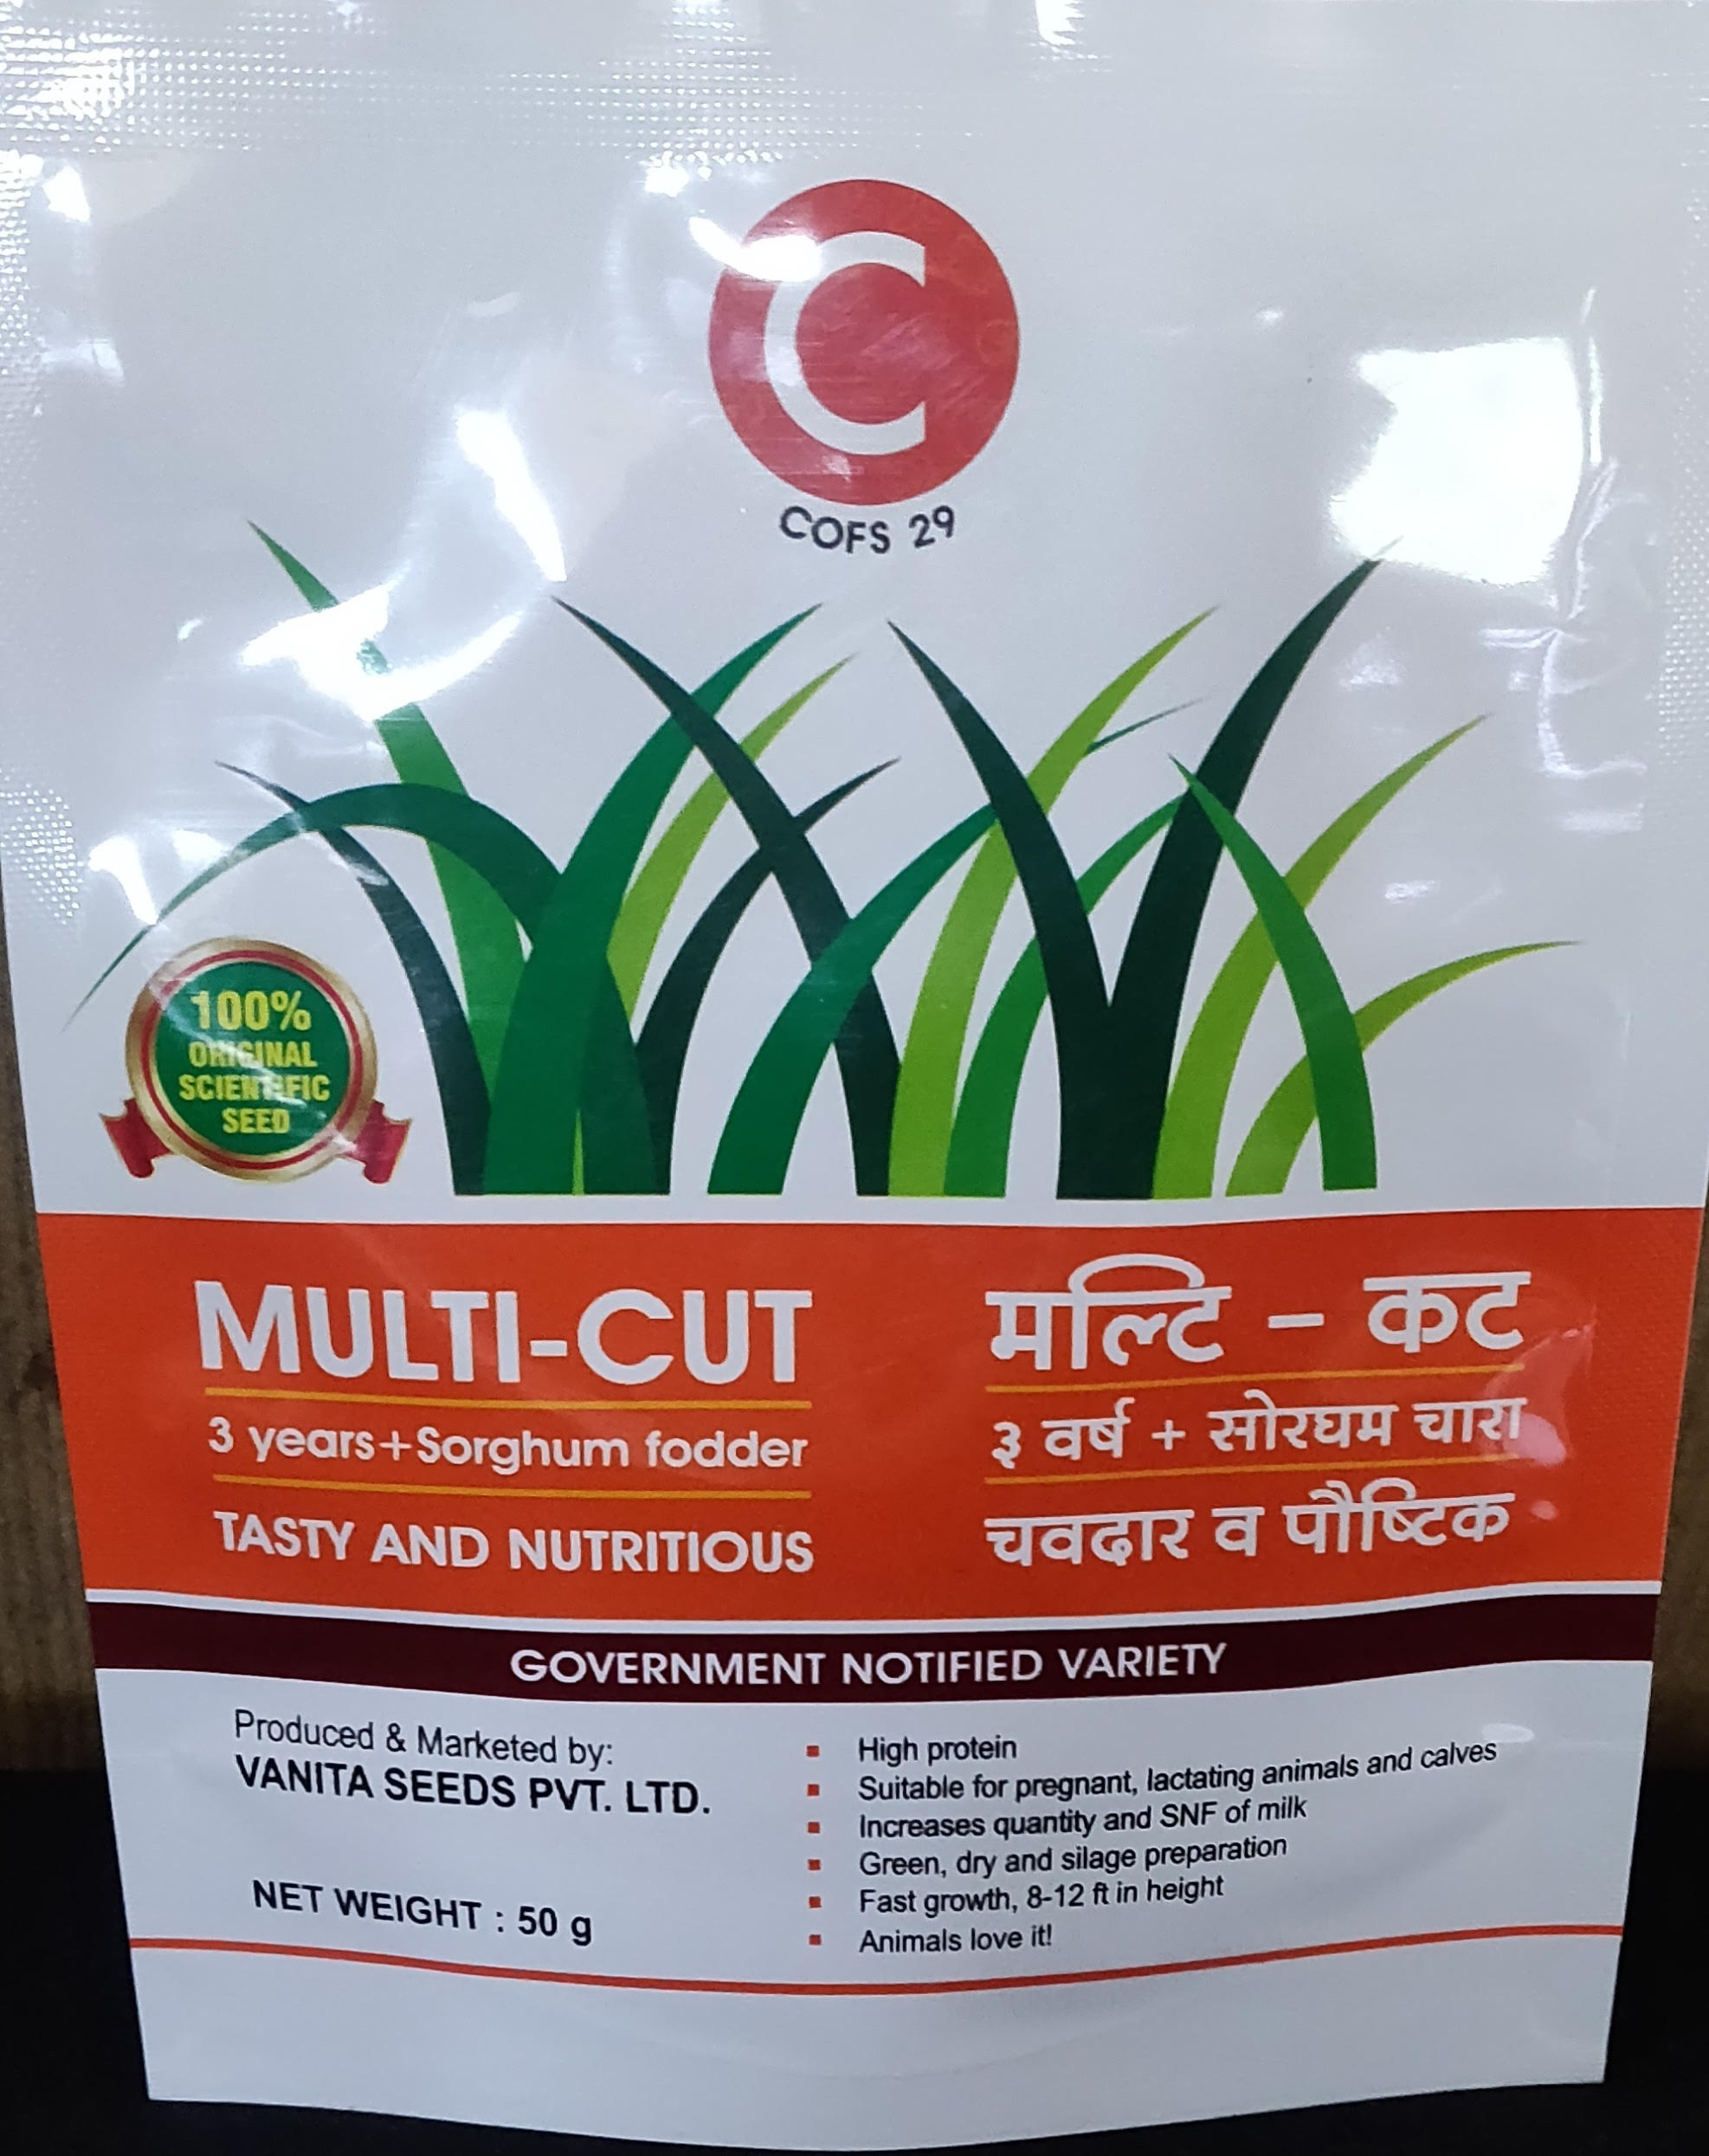 C
COFS 29
100%
ORIGINAL
SCIENTIFIC
SEED
MULTI-CUT
3 years+Sorghum fodder
TASTY AND NUTRITIOUS
मल्टि - कट
३ वर्ष + सोरघम चारा
चवदार व पौष्टिक
GOVERNMENT NOTIFIED VARIETY
Produced & Marketed by:
VANITA SEEDS PVT. LTD.
NET WEIGHT : 50 g
▪ High protein
▪ Suitable for pregnant, lactating animals and calves
▪ Increases quantity and SNF of milk
▪ Green, dry and silage preparation
▪ Fast growth, 8-12 ft in height
▪ Animals love it!